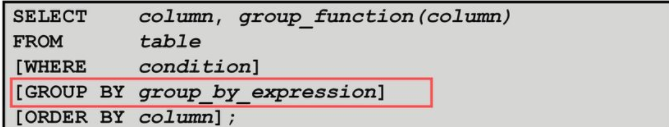 SELECT column, group_function(column)
FROM table
[WHERE condition]
[GROUP BY group_by_expression]
[ORDER BY column];